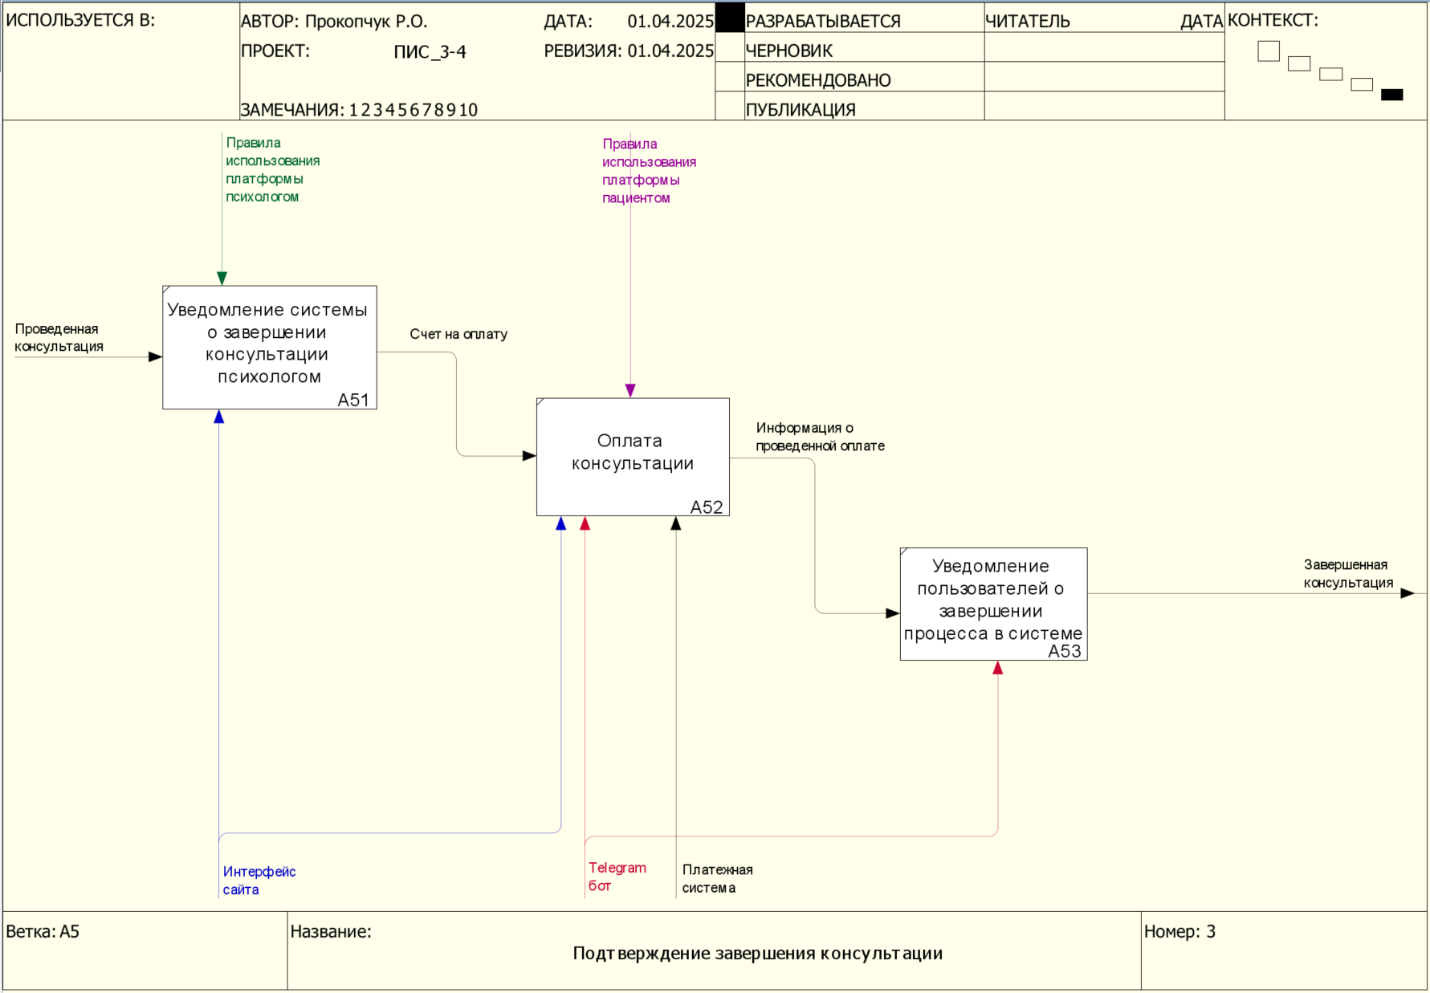 ИСПОЛЬЗУЕТСЯ В:
АВТОР: Прокопчук Р.О.
ДАТА: 01.04.2025
ПРОЕКТ: ПИС_3-4
РЕВИЗИЯ: 01.04.2025
ЗАМЕЧАНИЯ: 1 2 3 4 5 6 7 8 9 10
РАЗРАБАТЫВАЕТСЯ
ЧЕРНОВИК
РЕКОМЕНДОВАНО
ПУБЛИКАЦИЯ
ЧИТАТЕЛЬ ДАТА
КОНТЕКСТ:
Правила
использования
платформы
психологом
Правила
использования
платформы
пациентом
Проведенная
консультация
Уведомление системы
о завершении
консультации
психологом
A51
Счет на оплату
Оплата
консультации
A52
Информация о
проведенной оплате
Уведомление
пользователей о
завершении
процесса в системе
A53
Завершенная
консультация
Интерфейс
сайта
Telegram
бот
Платежная
система
Ветка: A5
Название:
Подтверждение завершения консультации
Номер: 3